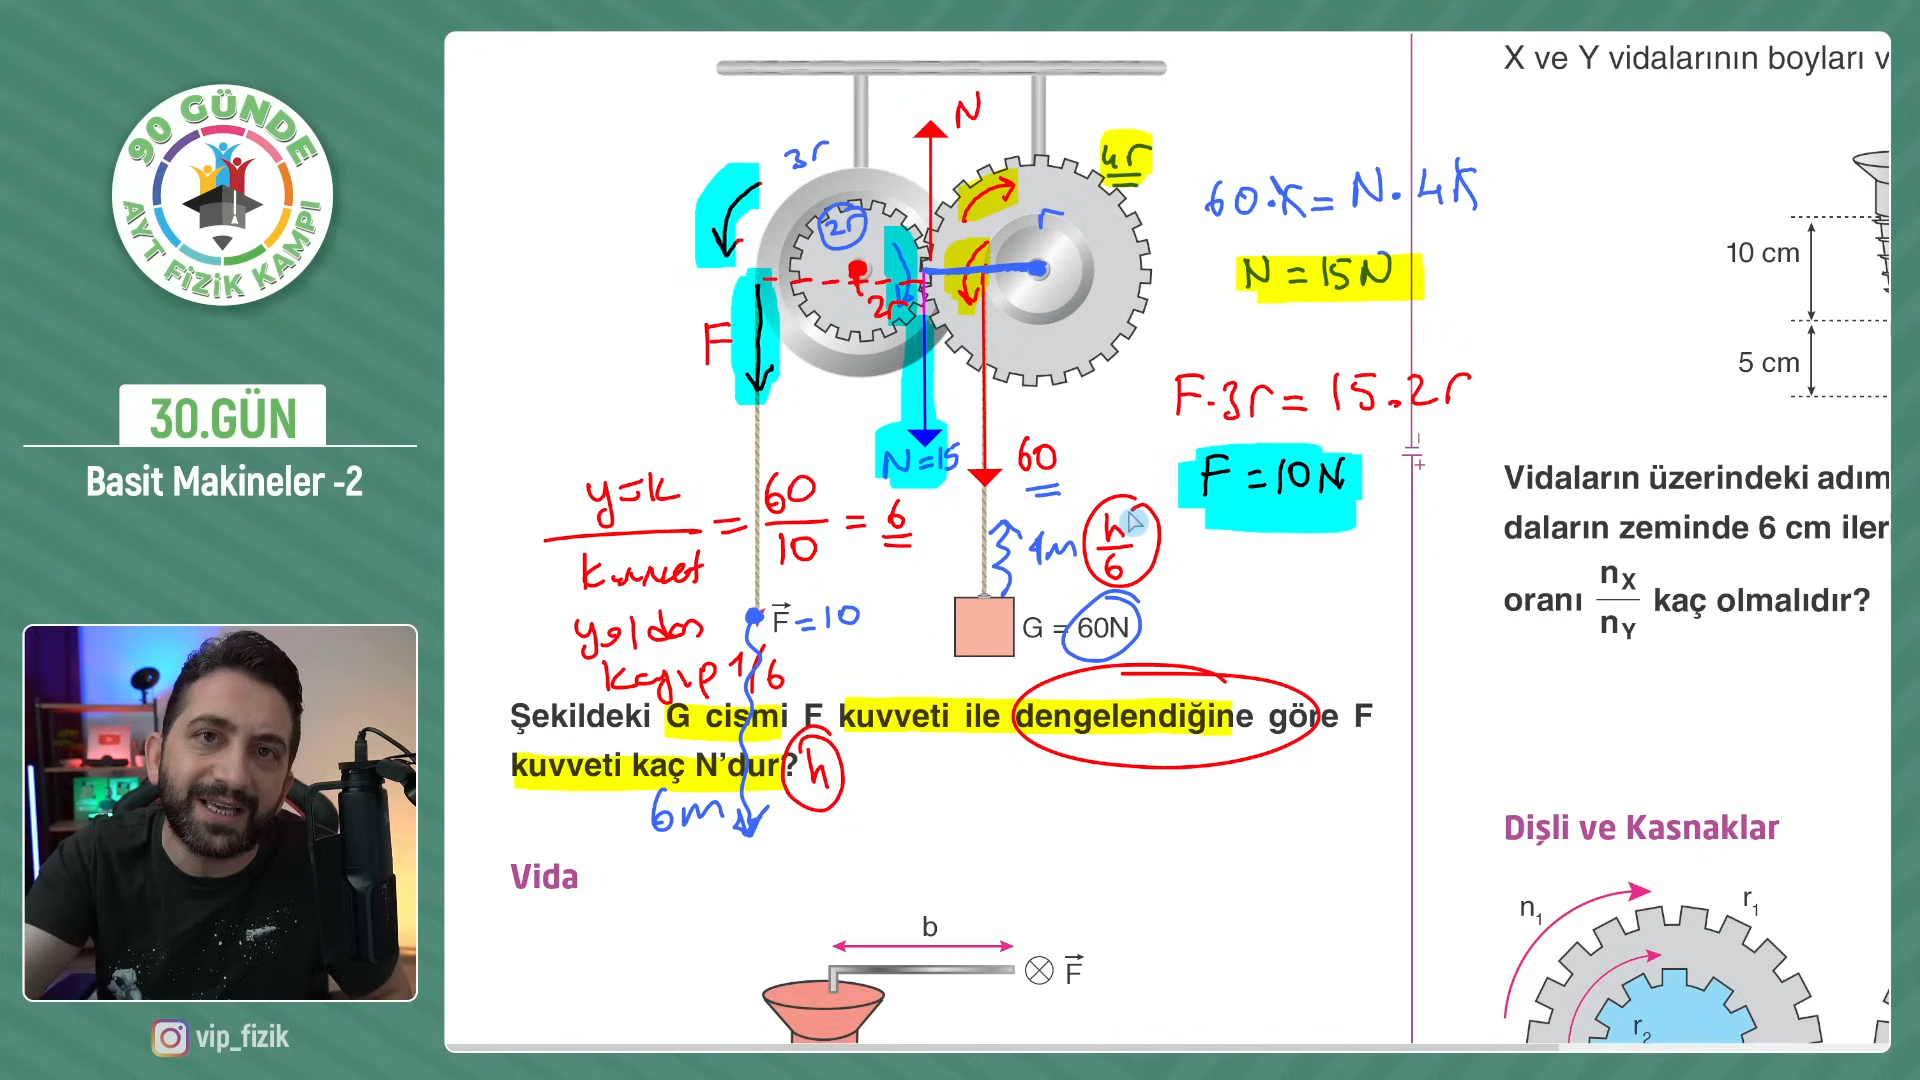 90 GÜNDE
AYT FİZİK KAMPI
30.GÜN
Basit Makineler -2
vip_fizik
N
3r
4r
2r
r
2r
F
60.k = N.4k
N = 15N
F.3r = 15.2r
F = 10N
N = 15
60
y = k
kuvvet
= 60
10
= 6
yoldan
kayıp 1/6
1m
h
6
F = 10
G = 60N
Şekildeki G cismi F kuvveti ile dengelendiğine göre F
kuvveti kaç N’dur?
h
6m
Vida
b
F
X ve Y vidalarının boyları v
10 cm
5 cm
Vidaların üzerindeki adım
daların zeminde 6 cm iler
oranı nX
nY
kaç olmalıdır?
Dişli ve Kasnaklar
n1
r1
r2